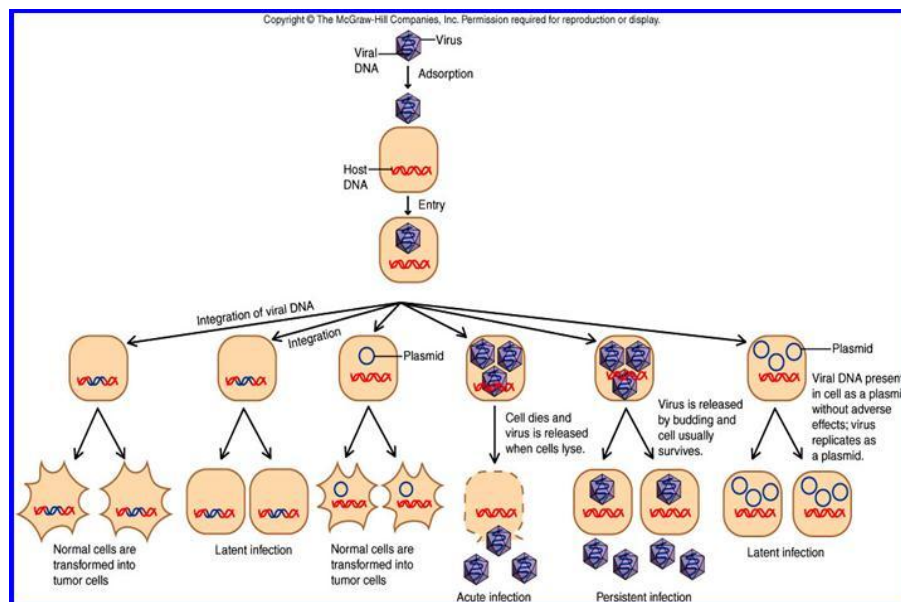 Copyright © The McGraw-Hill Companies, Inc. Permission required for reproduction or display.
Virus
Viral
DNA
Adsorption
Host
DNA
Entry
Integration of viral DNA
Integration
Plasmid
Plasmid
Cell dies and
virus is released
when cells lyse.
Virus is released
by budding and
cell usually
survives.
Viral DNA present
in cell as a plasmi
without adverse
effects; virus
replicates as
a plasmid.
Normal cells are
transformed into
tumor cells
Latent infection
Normal cells are
transformed into
tumor cells
Acute infection
Persistent infection
Latent infection